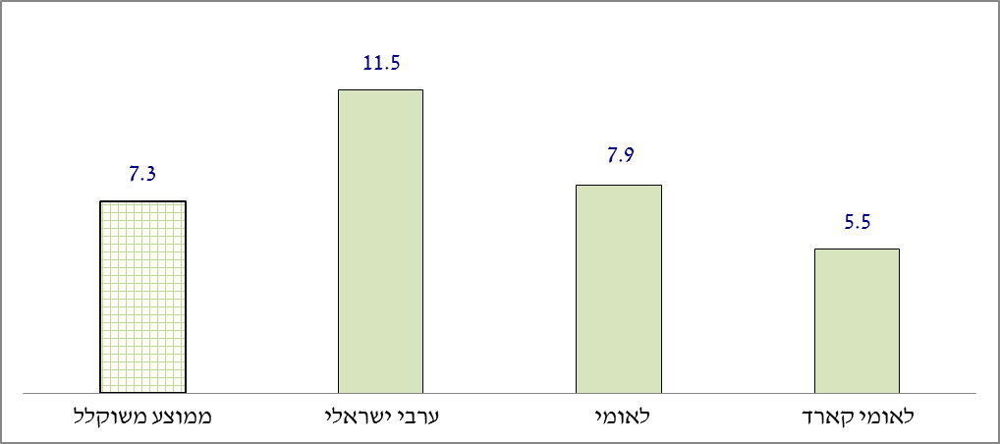 11.5
7.9
7.3
5.5
לאומי קארד
לאומי
ערבי ישראלי
ממוצע משוקלל